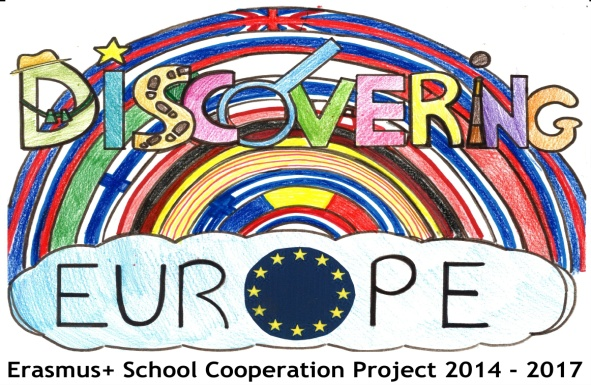 DiSCOVERiNG
EUROPE
Erasmus+ School Cooperation Project 2014 - 2017